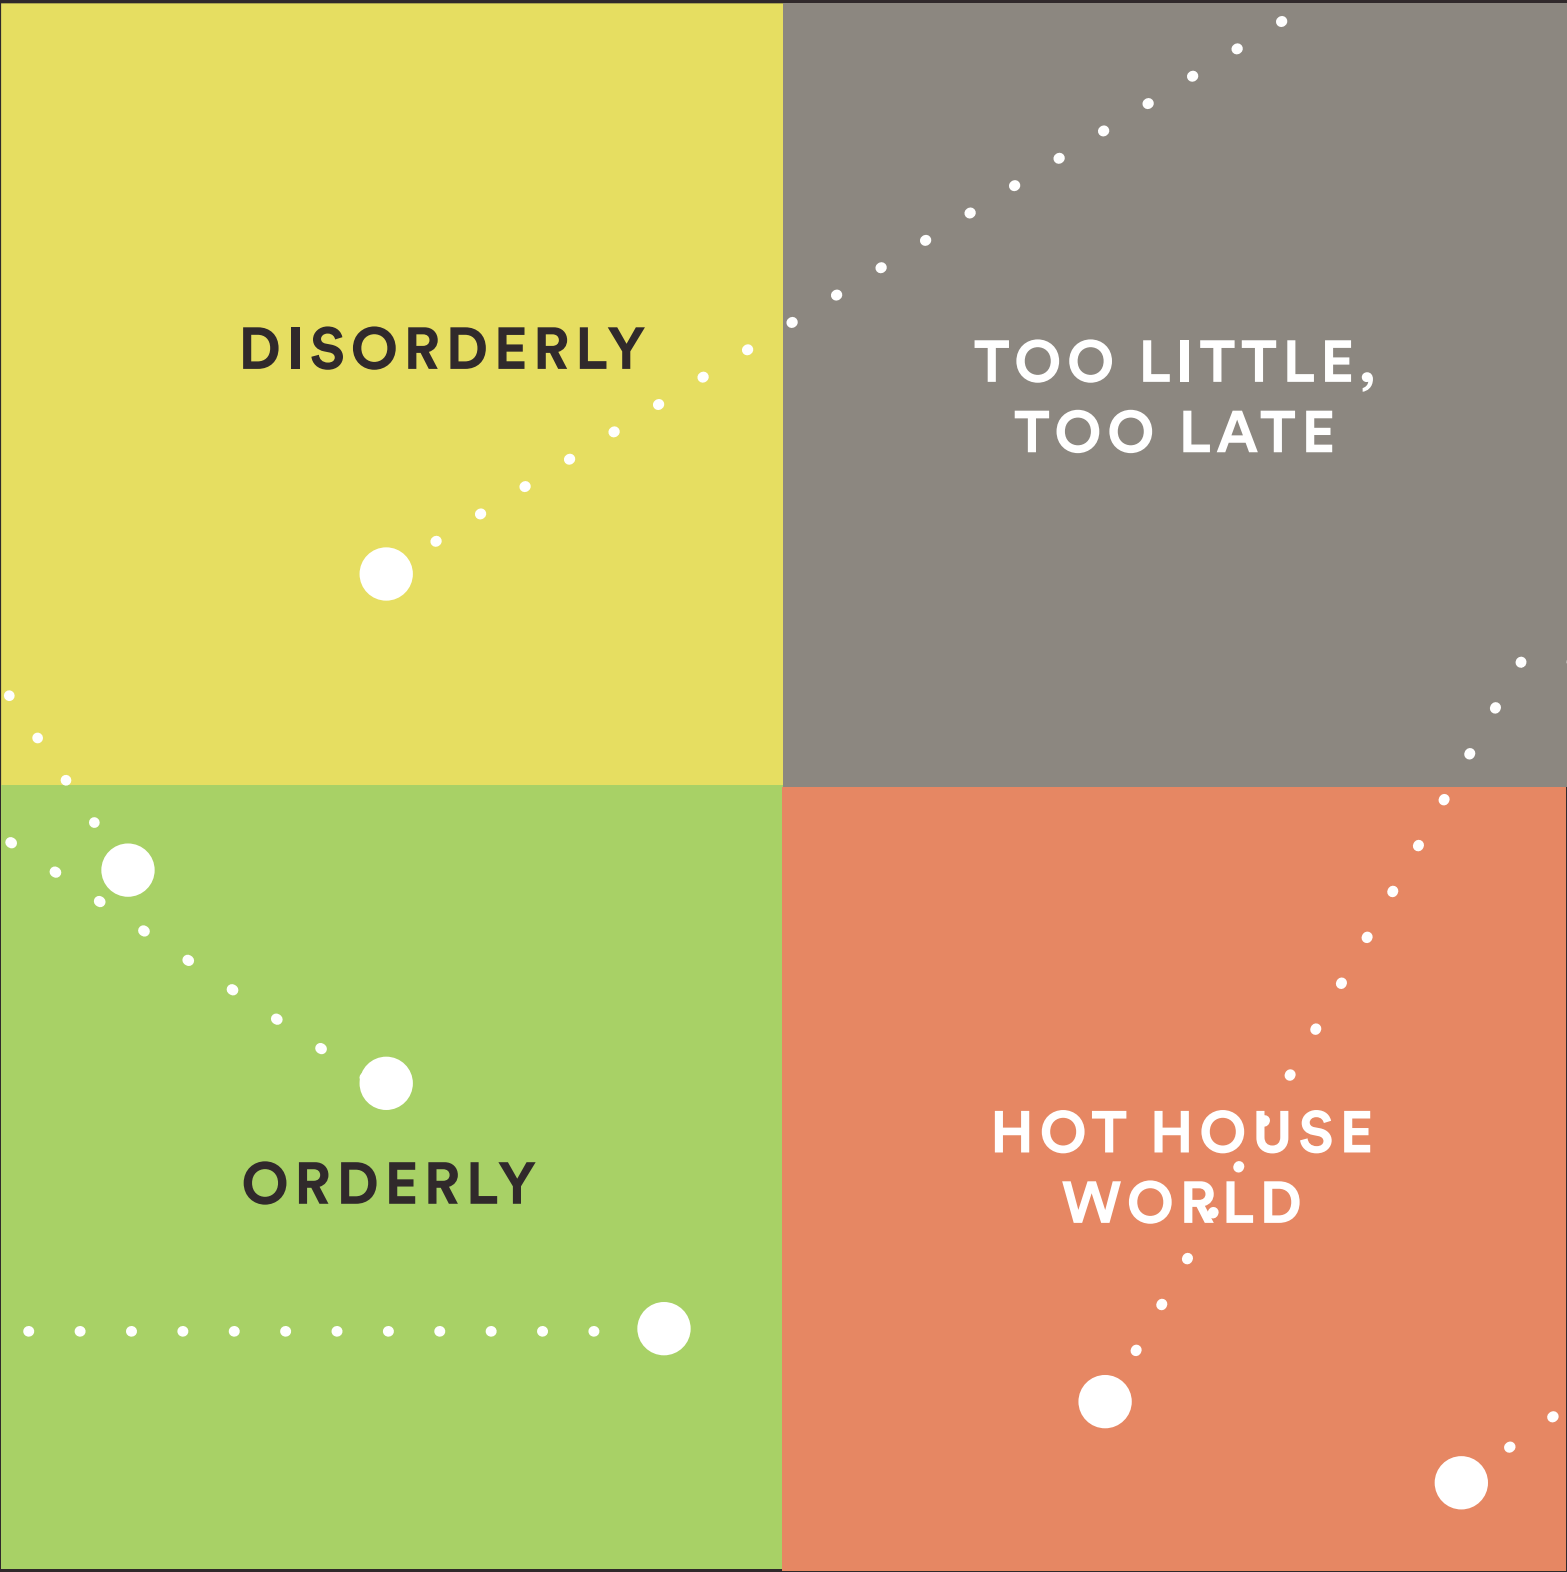 DISORDERLY
TOO LITTLE,
TOO LATE
ORDERLY
HOT HOUSE
WORLD